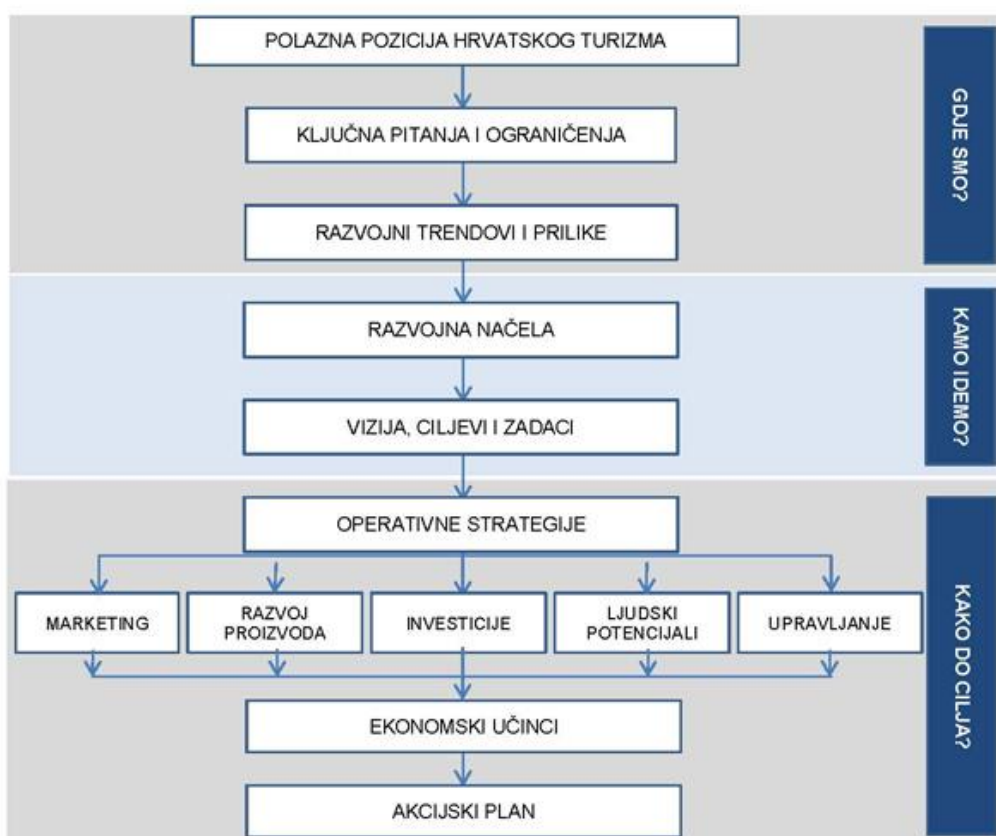 POLAZNA POZICIJA HRVATSKOG TURIZMA
KLJUČNA PITANJA I OGRANIČENJA
RAZVOJNI TRENDOVI I PRILIKE
GDJE SMO?
RAZVOJNA NAČELA
VIZIJA, CILJEVI I ZADACI
KAMO IDEMO?
OPERATIVNE STRATEGIJE
MARKETING
RAZVOJ
PROIZVODA
INVESTICIJE
LJUDSKI
POTENCIJALI
UPRAVLJANJE
EKONOMSKI UČINCI
AKCIJSKI PLAN
KAKO DO CILJA?